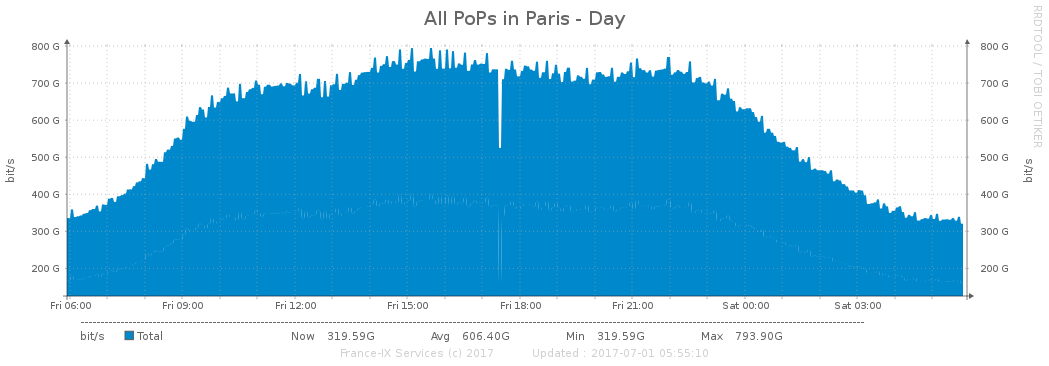 All PoPs in Paris - Day
RRDTOOL / TOBI OETIKER
800 G 800 G
700 G 700 G
600 G 600 G
bit/s 500 G 500 G bit/s
400 G 400 G
300 G 300 G
200 G 200 G
Fri 06:00 Fri 09:00 Fri 12:00 Fri 15:00 Fri 18:00 Fri 21:00 Sat 00:00 Sat 03:00
bit/s Total Now 319.59G Avg 606.40G Min 319.59G Max 793.90G
France-IX Services (c) 2017 Updated : 2017-07-01 05:55:10